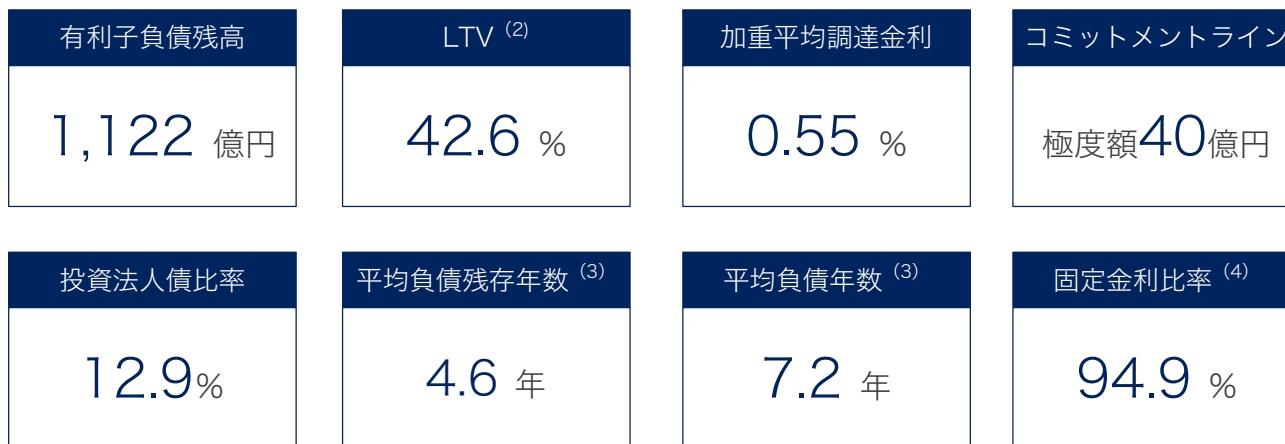 有利子負債残高
1,122 億円
LTV (2)
42.6 %
加重平均調達金利
0.55 %
コミットメントライン
極度額40億円
投資法人債比率
12.9%
平均負債残存年数 (3)
4.6 年
平均負債年数 (3)
7.2 年
固定金利比率 (4)
94.9 %